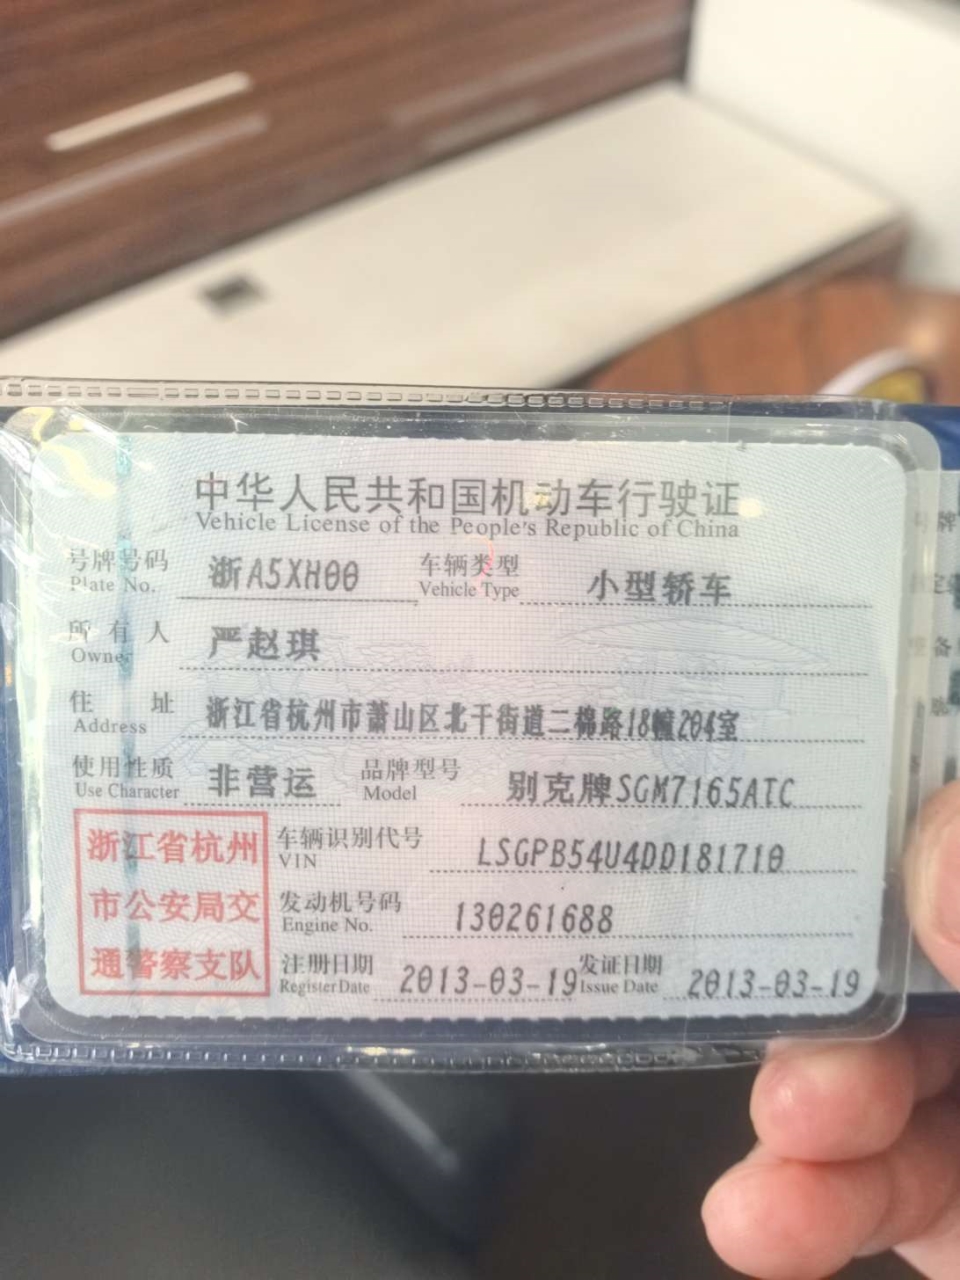 中华人民共和国机动车行驶证
Vehicle License of the People's Republic of China
号牌号码 浙A5XH00 车辆类型 小型轿车
Plate No. Vehicle Type
所有人 严赵琪
Owner
住址 浙江省杭州市萧山区北干街道二棉路18幢204室
Address
使用性质 非营运 品牌型号 别克牌SGM7165ATC
Use Character Model
浙江省杭州 车辆识别代号 LSGPB54U4DD181710
VIN
市公安局交 发动机号码 130261688
Engine No.
通警察支队 注册日期 2013-03-19 发证日期 2013-03-19
Register Date Issue Date